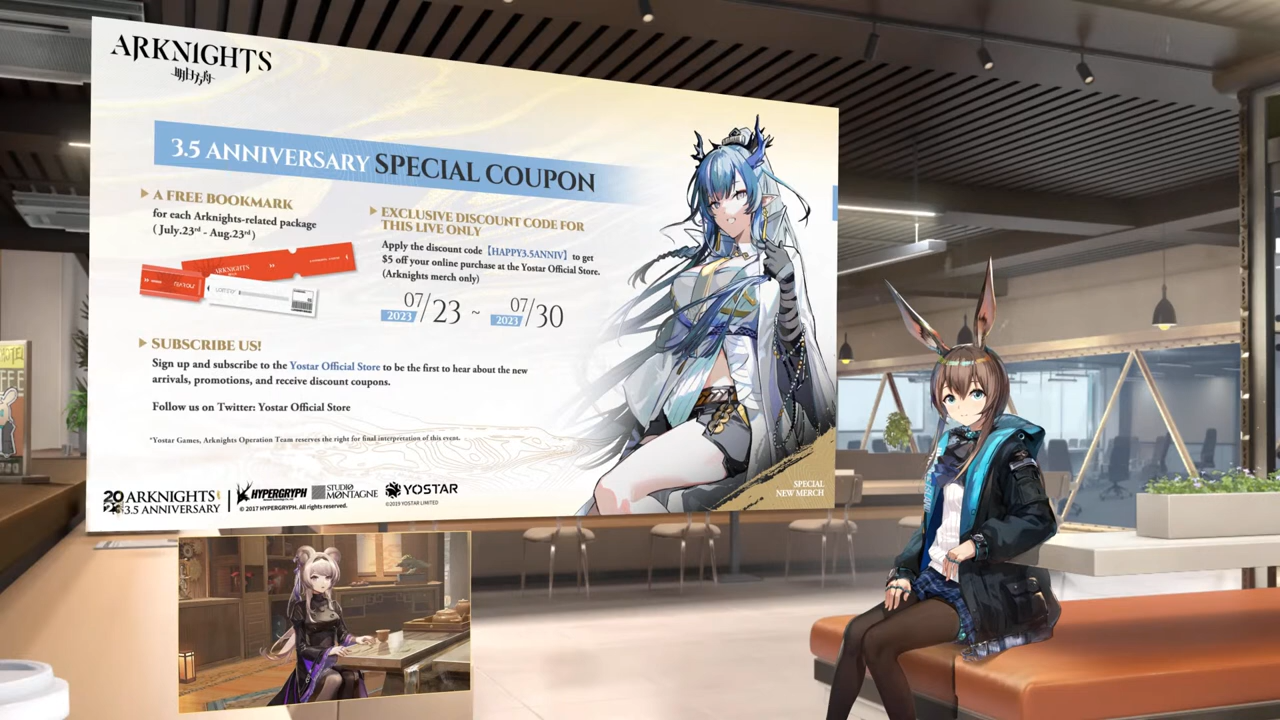 ARKNIGHTS
明日方舟
3.5 ANNIVERSARY SPECIAL COUPON
A FREE BOOKMARK
for each Arknights-related package
( July.23rd - Aug.23rd )
ARKNIGHTS
EXCLUSIVE DISCOUNT CODE FOR
THIS LIVE ONLY
Apply the discount code【HAPPY3.5ANNIV】to get
$5 off your online purchase at the Yostar Official Store.
(Arknights merch only)
2023 07/23 ~ 2023 07/30
SUBSCRIBE US!
Sign up and subscribe to the Yostar Official Store to be the first to hear about the new
arrivals, promotions, and receive discount coupons.
Follow us on Twitter: Yostar Official Store
*Yostar Games, Arknights Operation Team reserves the right for final interpretation of this event.
ARKNIGHTS
3.5 ANNIVERSARY
HYPERGRYPH
© 2017 HYPERGRYPH. All rights reserved.
STUDIO
MØNTAGNE
YOSTAR
©2019 YOSTAR LIMITED
SPECIAL
NEW MERCH